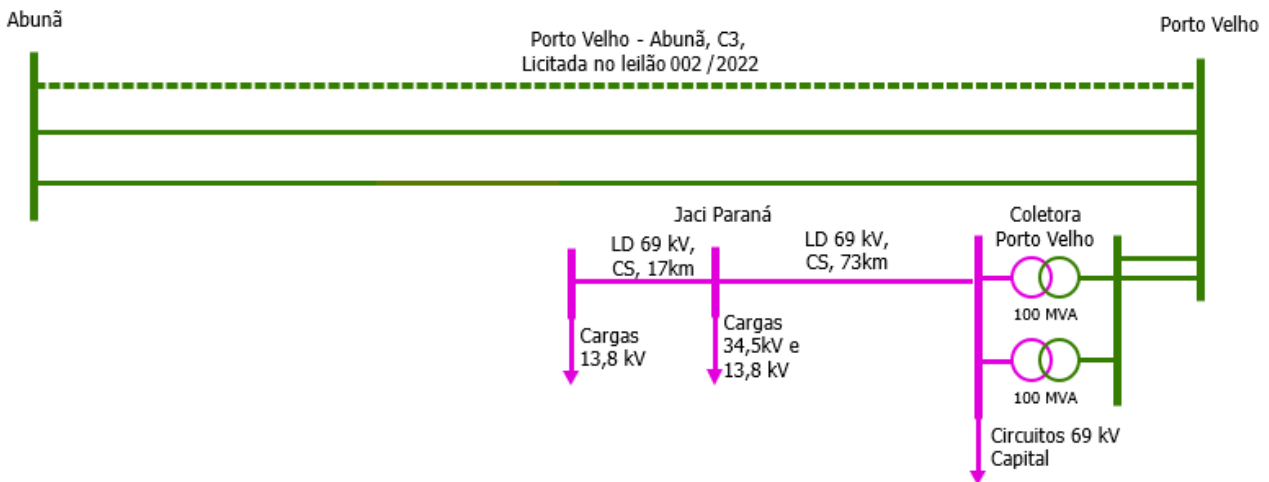 Abunã
Porto Velho
Porto Velho - Abunã, C3,
Licitada no leilão 002 /2022
Jaci Paraná
Coletora
Porto Velho
LD 69 kV,
CS, 17km
LD 69 kV,
CS, 73km
100 MVA
Cargas
13,8 kV
Cargas
34,5kV e
13,8 kV
100 MVA
Circuitos 69 kV
Capital